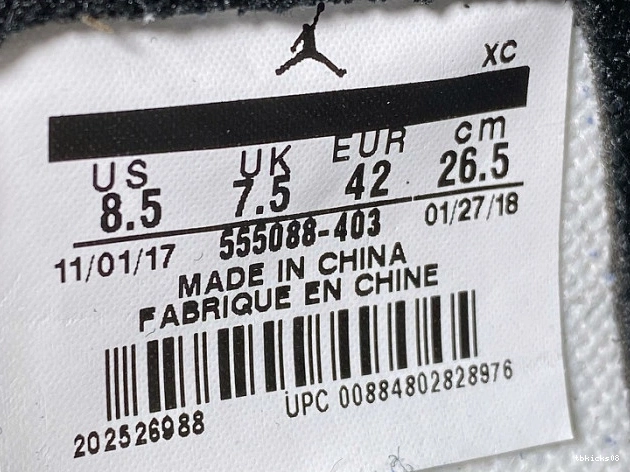 XC
US UK EUR cm
8.5 7.5 42 26.5
11/01/17 555088-403 01/27/18
MADE IN CHINA
FABRIQUE EN CHINE
202526988 UPC 00884802828976
tbkicks08